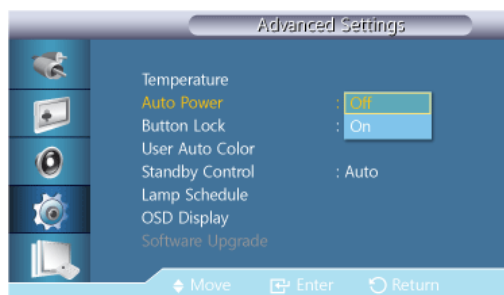 Advanced Settings
Temperature
Auto Power : Off
Button Lock : On
User Auto Color
Standby Control : Auto
Lamp Schedule
OSD Display
Software Upgrade
Move Enter Return